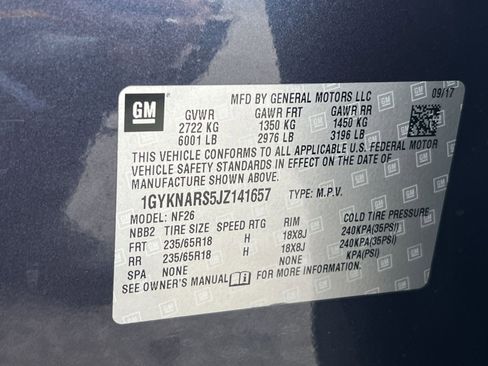 GM
MFD BY GENERAL MOTORS LLC
09/17
GVWR GAWR FRT GAWR RR
2722 KG 1350 KG 1450 KG
6001 LB 2976 LB 3196 LB
THIS VEHICLE CONFORMS TO ALL APPLICABLE U.S. FEDERAL MOTOR
VEHICLE SAFETY STANDARDS IN EFFECT ON THE DATE OF
MANUFACTURE SHOWN ABOVE.
1GYKNARS5JZ141657 TYPE: M.P.V.
MODEL: NF26
NBB2 TIRE SIZE SPEED RTG RIM COLD TIRE PRESSURE
FRT 235/65R18 H 18X8J 240KPA(35PSI)
RR 235/65R18 H 18X8J 240KPA(35PSI)
SPA NONE NONE KPA(PSI)
SEE OWNER'S MANUAL FOR ADDITIONAL INFORMATION.